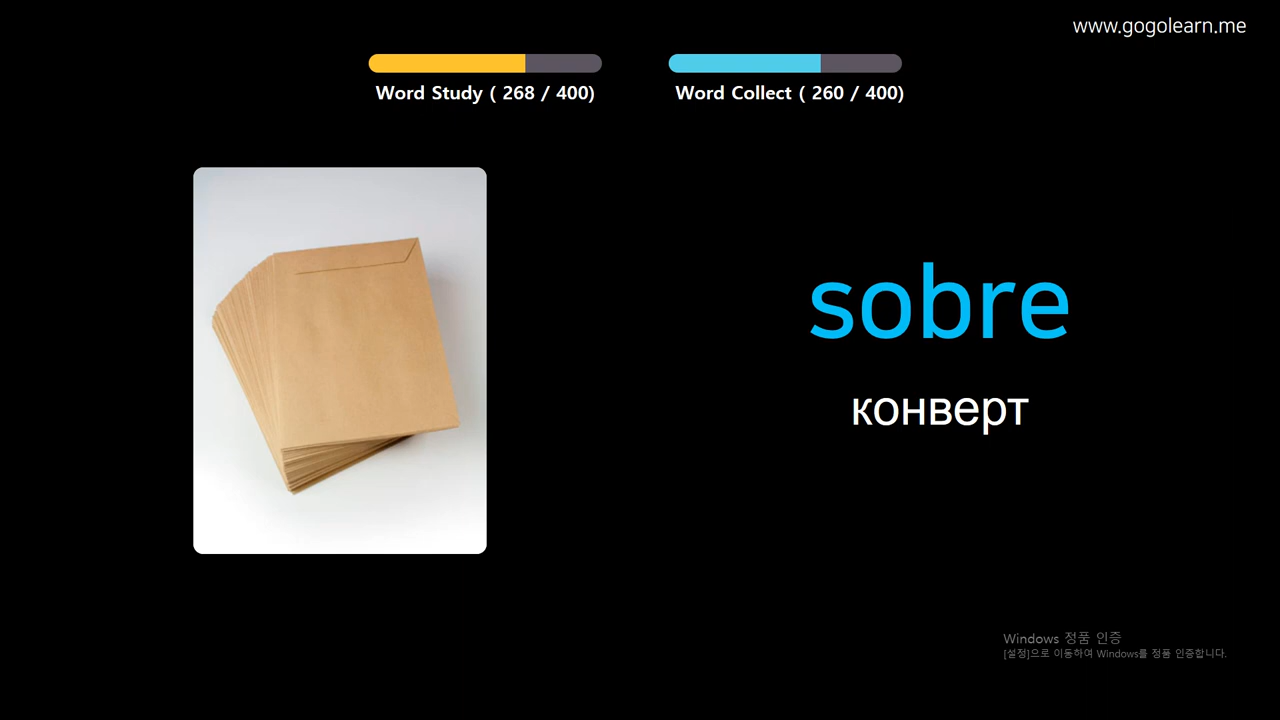 www.gogolearn.me
Word Study ( 268 / 400)
Word Collect ( 260 / 400)
sobre
конверт
Windows 정품 인증
[설정]으로 이동하여 Windows를 정품 인증합니다.